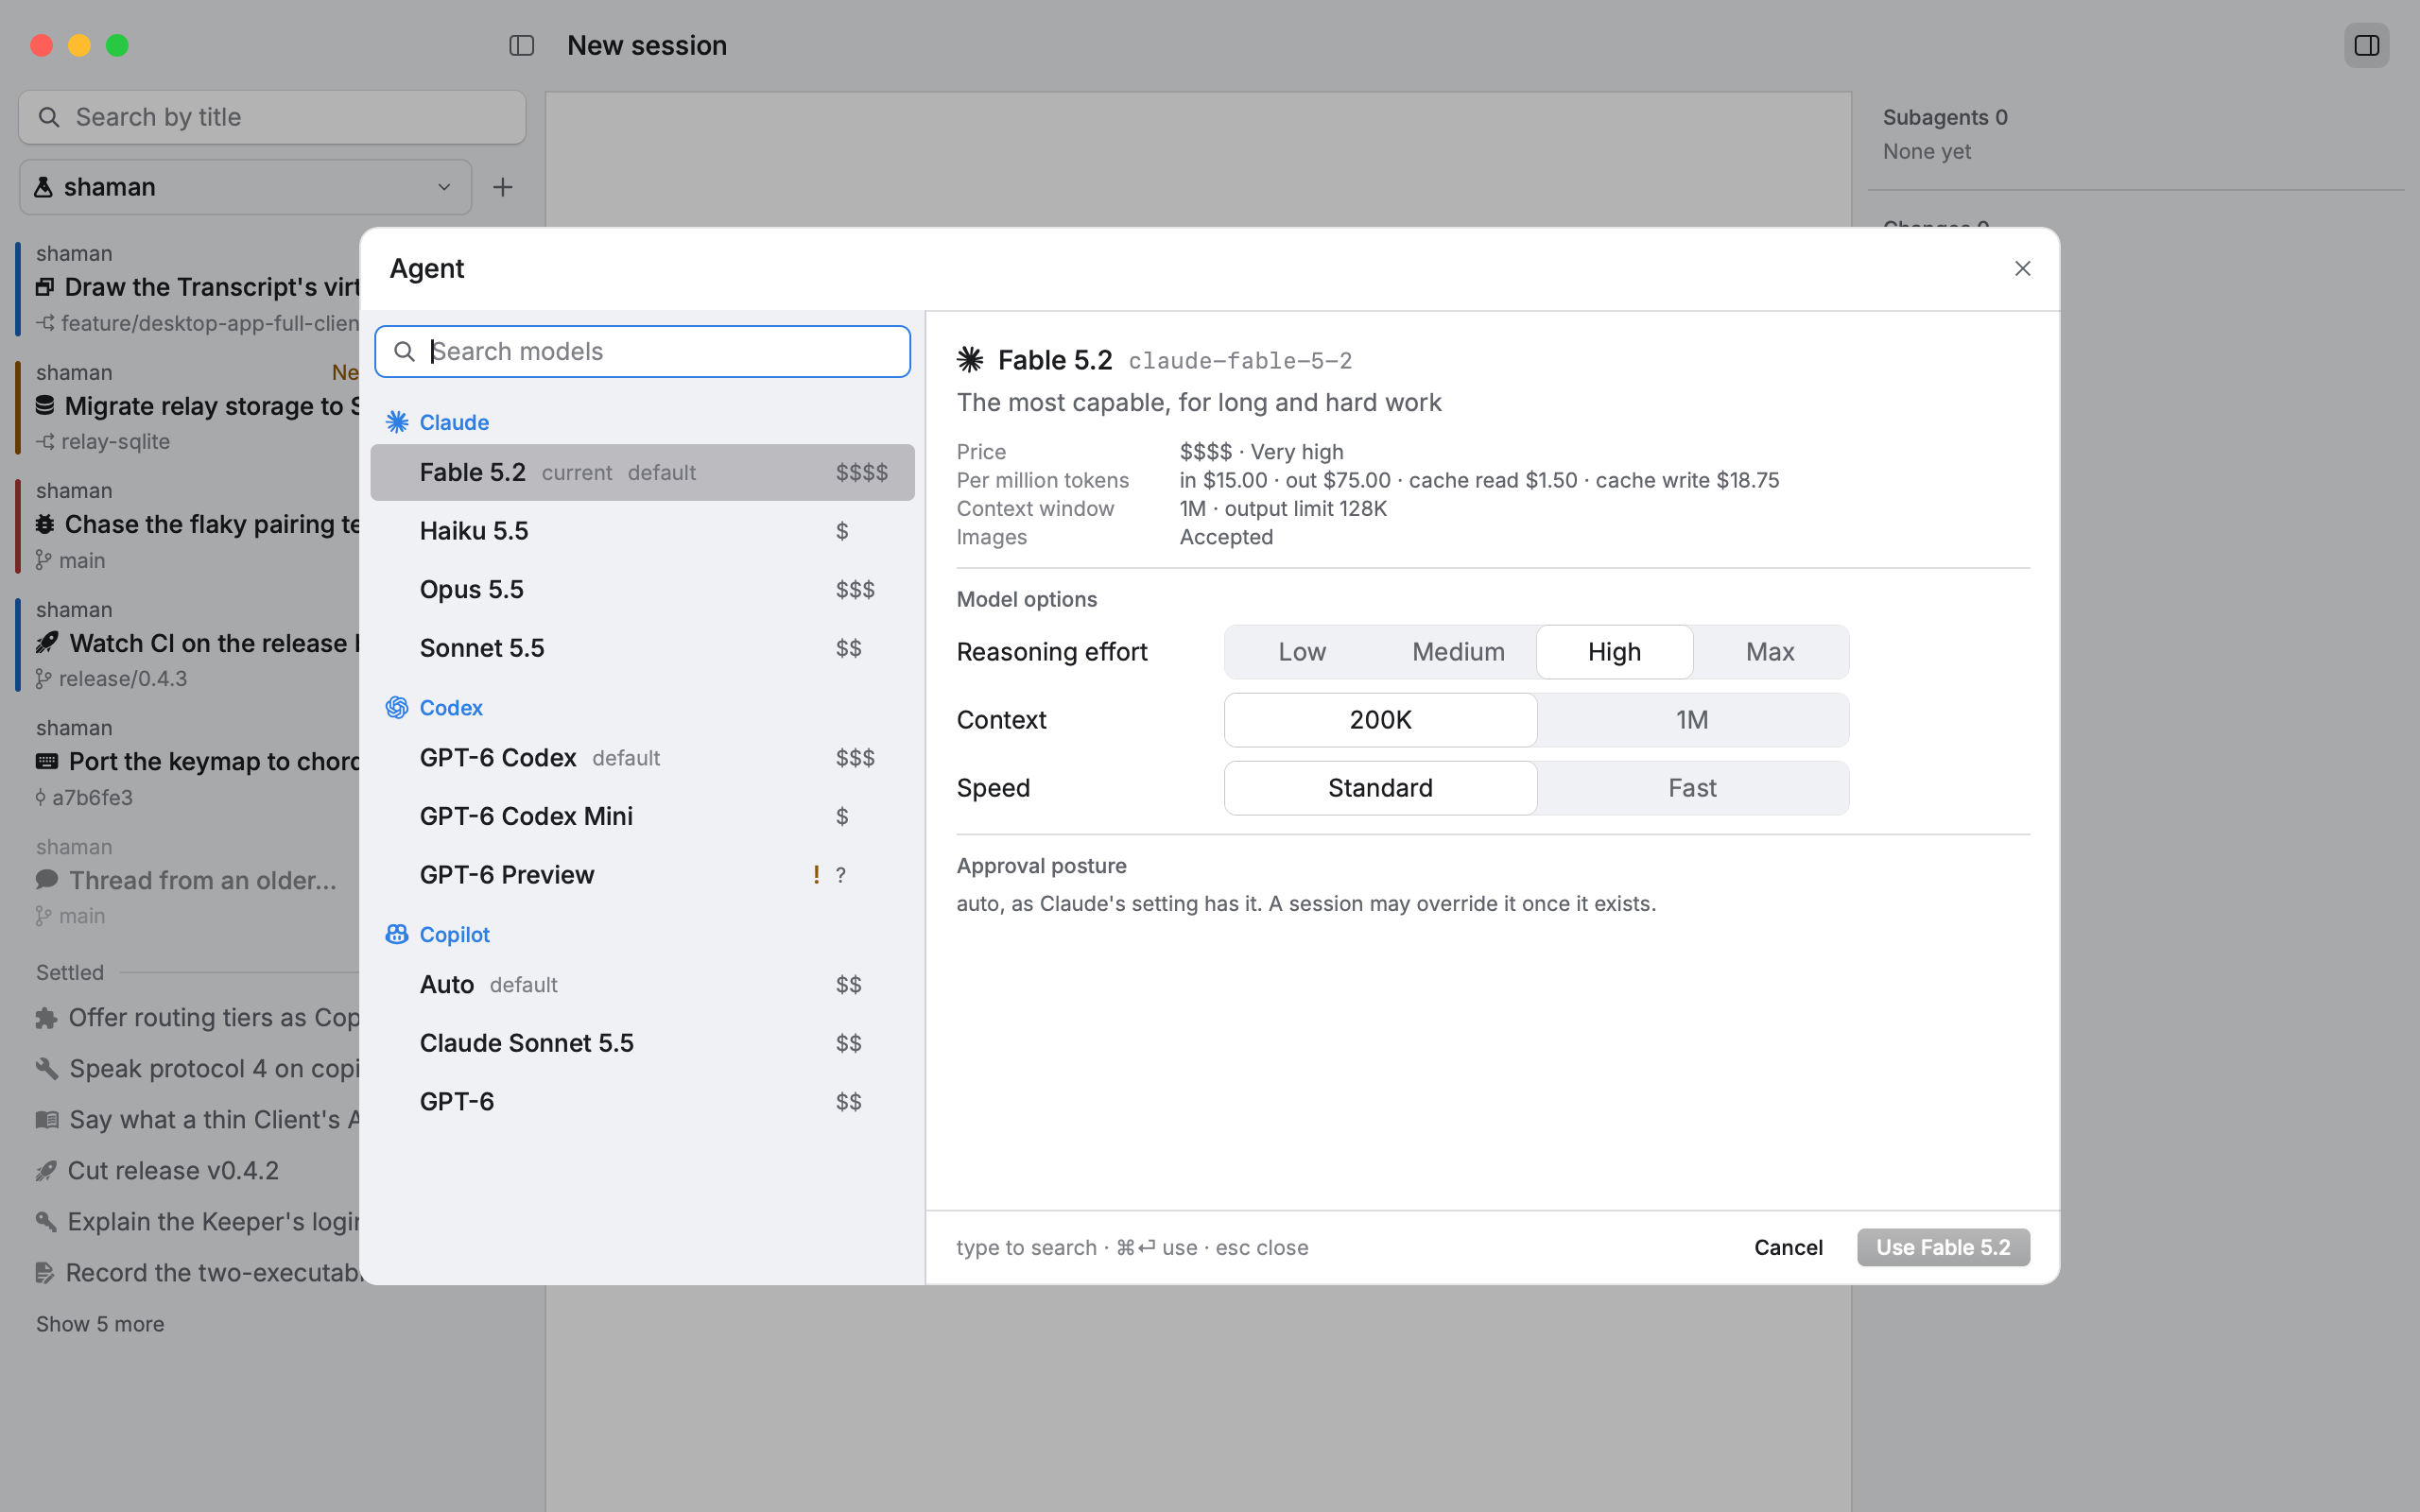 New session
Search by title
shaman
shaman
Draw the Transcript's virt
feature/desktop-app-full-clien
shaman Ne
Migrate relay storage to S
relay-sqlite
shaman
Chase the flaky pairing te
main
shaman
Watch CI on the release
release/0.4.3
shaman
Port the keymap to chord
a7b6fe3
shaman
Thread from an older...
main
Settled
Offer routing tiers as Cop
Speak protocol 4 on copi
Say what a thin Client's A
Cut release v0.4.2
Explain the Keeper's login
Record the two-executabl
Show 5 more
Subagents 0
None yet
Changes 0
Agent
Search models
Claude
Fable 5.2 current default $$$$
Haiku 5.5 $
Opus 5.5 $$$
Sonnet 5.5 $$
Codex
GPT-6 Codex default $$$
GPT-6 Codex Mini $
GPT-6 Preview ! ?
Copilot
Auto default $$
Claude Sonnet 5.5 $$
GPT-6 $$
Fable 5.2 claude-fable-5-2
The most capable, for long and hard work
Price $$$$ · Very high
Per million tokens in $15.00 · out $75.00 · cache read $1.50 · cache write $18.75
Context window 1M · output limit 128K
Images Accepted
Model options
Reasoning effort Low Medium High Max
Context 200K 1M
Speed Standard Fast
Approval posture
auto, as Claude's setting has it. A session may override it once it exists.
type to search · ⌘↵ use · esc close
Cancel Use Fable 5.2